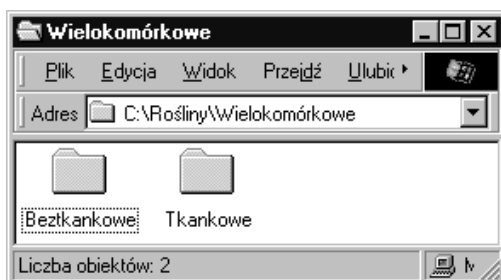 Wielokomórkowe
Plik Edycja Widok Przejdź Ulubic
Adres C:\Rośliny\Wielokomórkowe
Beztkankowe Tkankowe
Liczba obiektów: 2